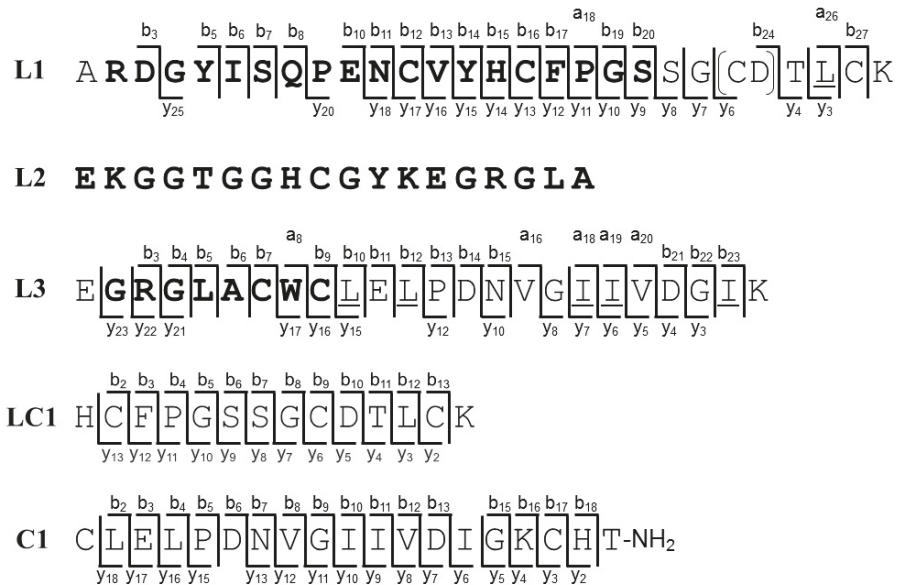 a18 a26
b3 b5 b6 b7 b8 b10 b11 b12 b13 b14 b15 b16 b17 b19 b20 b24 b27
L1 ARDGYISQPENCVYHCFPGSSG(CD)TLCK
y25 y20 y18 y17 y16 y15 y14 y13 y12 y11 y10 y9 y8 y7 y6 y4 y3
L2 EKGGTGGHCGYKEGRGLA
a8 a16 a18 a19 a20
b3 b4 b5 b6 b7 b9 b10 b11 b12 b13 b14 b15 b21 b22 b23
L3 EGRGLACWCLELPDNVGIIVDGIK
y23 y22 y21 y17 y16 y15 y12 y10 y8 y7 y6 y5 y4 y3
b2 b3 b4 b5 b6 b7 b8 b9 b10 b11 b12 b13
LC1 HCFPGSSGCDTLCK
y13 y12 y11 y10 y9 y8 y7 y6 y5 y4 y3 y2
b2 b3 b4 b5 b6 b7 b8 b9 b10 b11 b12 b13 b15 b16 b17 b18
C1 CLELPDNVGIIVDIGKCHT-NH2
y18 y17 y16 y15 y13 y12 y11 y10 y9 y8 y7 y6 y5 y4 y3 y2